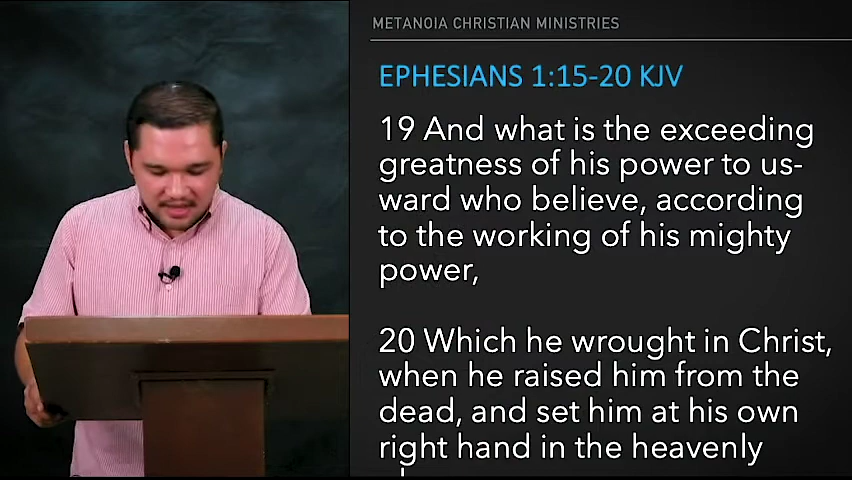 METANOIA CHRISTIAN MINISTRIES
EPHESIANS 1:15-20 KJV
19 And what is the exceeding
greatness of his power to us-
ward who believe, according
to the working of his mighty
power,
20 Which he wrought in Christ,
when he raised him from the
dead, and set him at his own
right hand in the heavenly